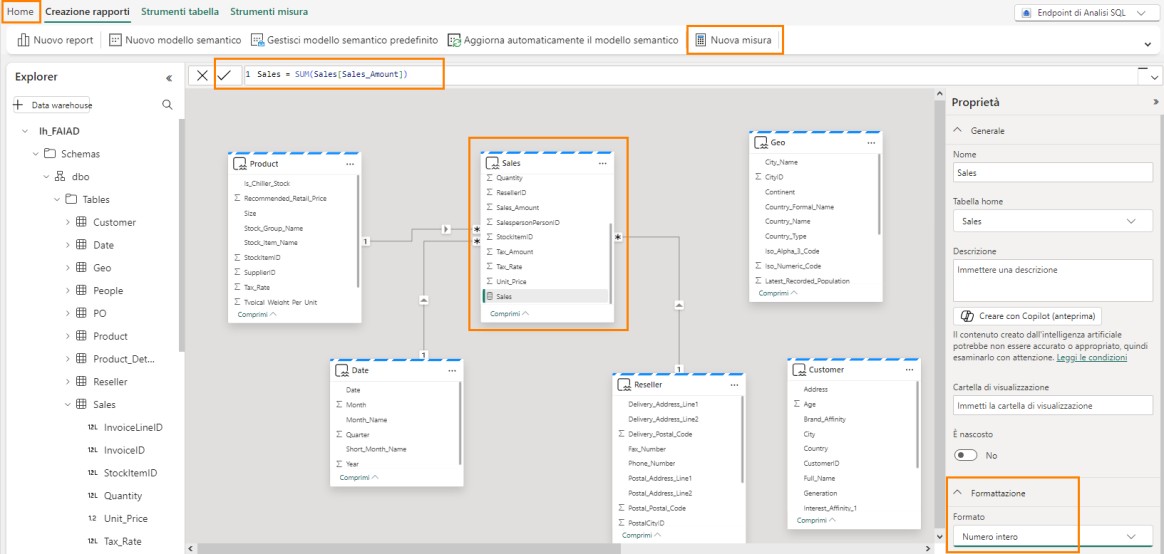 Home Creazione rapporti Strumenti tabella Strumenti misura
Endpoint di Analisi SQL
Nuovo report Nuovo modello semantico Gestisci modello semantico predefinito Aggiorna automaticamente il modello semantico Nuova misura
Explorer
Data warehouse
lh_FAIAD
Schemas
dbo
Tables
Customer
Date
Geo
People
PO
Product
Product_Det...
Reseller
Sales
12L InvoiceLineID
12L InvoiceID
12L StockItemID
12L Quantity
1.2 Unit_Price
12L Tax_Rate
1 Sales = SUM(Sales[Sales_Amount])
Product
Is_Chiller_Stock
Σ Recommended_Retail_Price
Size
Stock_Group_Name
Stock_Item_Name
Σ StockItemID
Σ SupplierID
Σ Tax_Rate
Σ Typical_Weight_Per_Unit
Comprimi
1
Sales
Σ Quantity
Σ ResellerID
Σ Sales_Amount
Σ SalespersonPersonID
Σ StockItemID
Σ Tax_Amount
Σ Tax_Rate
Σ Unit_Price
Sales
Comprimi
*
*
*
Geo
City_Name
Σ CityID
Continent
Country_Formal_Name
Country_Name
Country_Type
Iso_Alpha_3_Code
Σ Iso_Numeric_Code
Σ Latest_Recorded_Population
Comprimi
1
Date
Date
Σ Month
Month_Name
Σ Quarter
Short_Month_Name
Σ Year
Comprimi
1
Reseller
Delivery_Address_Line1
Delivery_Address_Line2
Σ Delivery_Postal_Code
Fax_Number
Phone_Number
Postal_Address_Line1
Postal_Address_Line2
Σ Postal_Postal_Code
Σ PostalCityID
Comprimi
Customer
Address
Σ Age
Brand_Affinity
City
Country
CustomerID
Full_Name
Generation
Interest_Affinity_1
Comprimi
Proprietà
Generale
Nome
Sales
Tabella home
Sales
Descrizione
Immettere una descrizione
Creare con Copilot (anteprima)
Il contenuto creato dall'intelligenza artificiale
potrebbe non essere accurato o appropriato, quindi
esaminarlo con attenzione. Leggi le condizioni
Cartella di visualizzazione
Immetti la cartella di visualizzazione
È nascosto
No
Formattazione
Formato
Numero intero